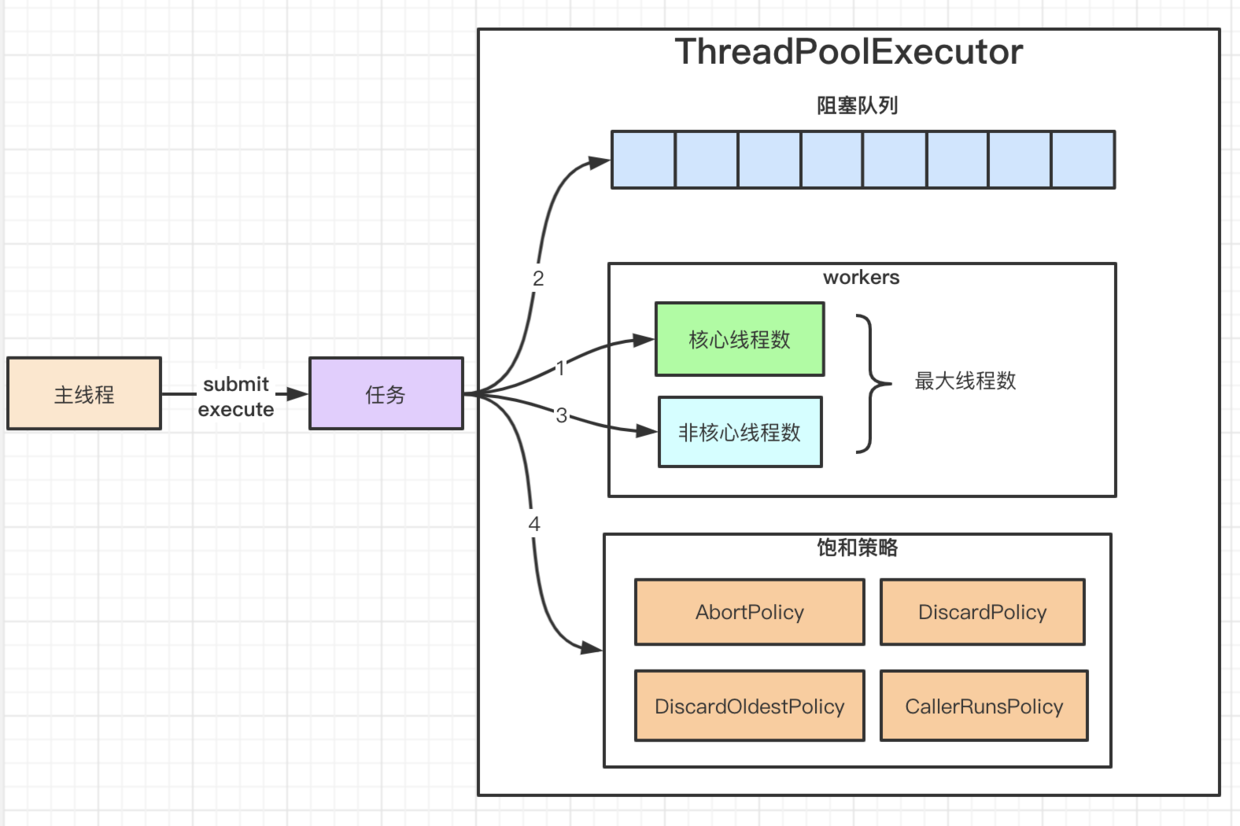 ThreadPoolExecutor
阻塞队列
2
workers
核心线程数
1
最大线程数
主线程
submit
execute
任务
3
非核心线程数
4
饱和策略
AbortPolicy
DiscardPolicy
DiscardOldestPolicy
CallerRunsPolicy